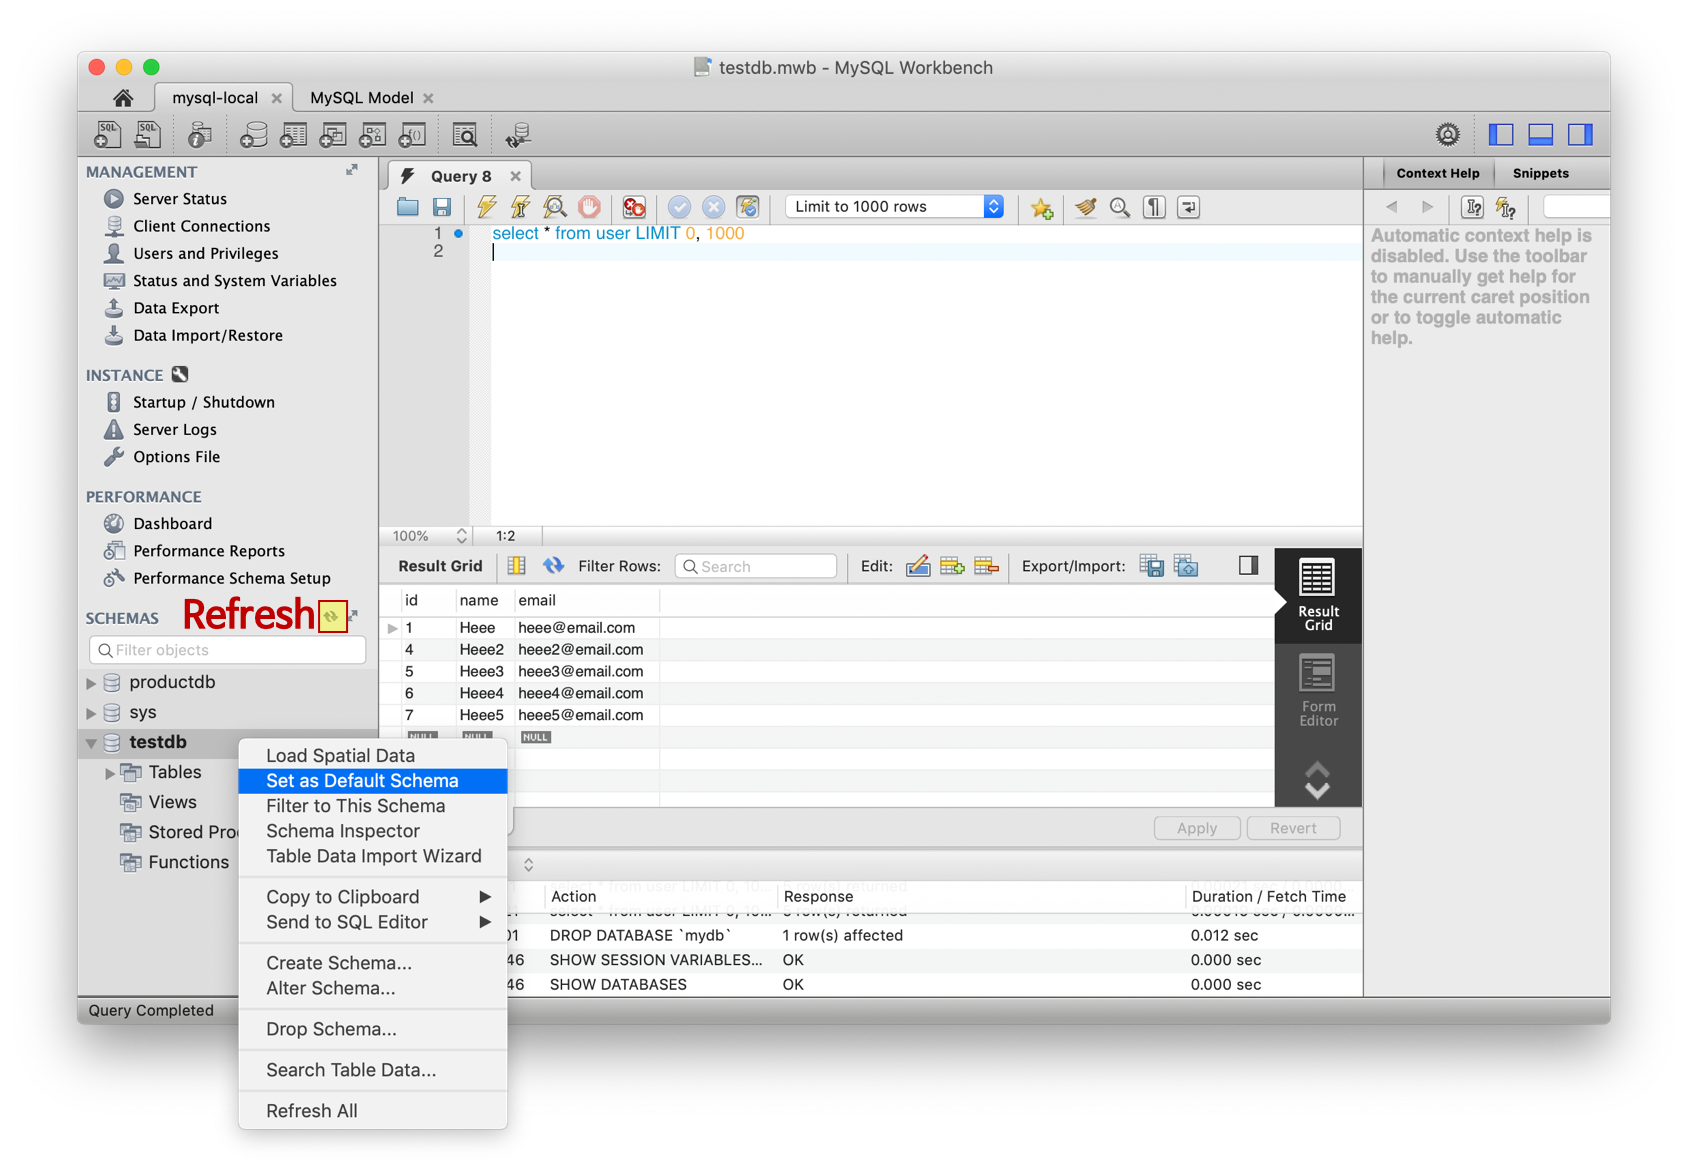 testdb.mwb - MySQL Workbench
mysql-local
MySQL Model
SQL
SQL
MANAGEMENT
Server Status
Client Connections
Users and Privileges
Status and System Variables
Data Export
Data Import/Restore
INSTANCE
Startup / Shutdown
Server Logs
Options File
PERFORMANCE
Dashboard
Performance Reports
Performance Schema Setup
SCHEMAS
Refresh
Filter objects
productdb
sys
testdb
Tables
Views
Stored Pro
Functions
Load Spatial Data
Set as Default Schema
Filter to This Schema
Schema Inspector
Table Data Import Wizard
Copy to Clipboard
Send to SQL Editor
Create Schema...
Alter Schema...
Drop Schema...
Search Table Data...
Refresh All
Query Completed
Query 8
Limit to 1000 rows
1 select * from user LIMIT 0, 1000
2
100% 1:2
Result Grid Filter Rows: Search Edit: Export/Import:
id name email
1 Heee heee@email.com
4 Heee2 heee2@email.com
5 Heee3 heee3@email.com
6 Heee4 heee4@email.com
7 Heee5 heee5@email.com
NULL NULL NULL
Result Grid
Form Editor
Apply Revert
Action Response Duration / Fetch Time
select * from user LIMIT 0, 10... row(s) returned
01 DROP DATABASE `mydb` 1 row(s) affected 0.012 sec
46 SHOW SESSION VARIABLES... OK 0.000 sec
46 SHOW DATABASES OK 0.000 sec
Context Help Snippets
Automatic context help is
disabled. Use the toolbar
to manually get help for
the current caret position
or to toggle automatic
help.